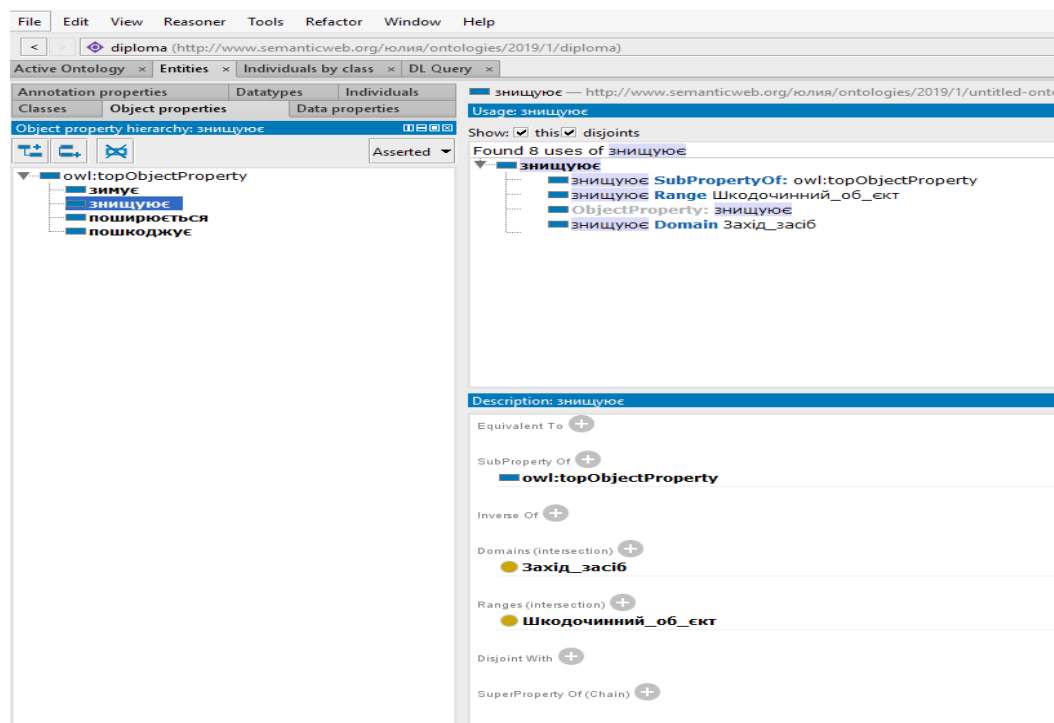 File Edit View Reasoner Tools Refactor Window Help
< > diploma (http://www.semanticweb.org/юлия/ontologies/2019/1/diploma)
Active Ontology × Entities × Individuals by class × DL Query ×
Annotation properties Datatypes Individuals
Classes Object properties Data properties
Object property hierarchy: знищуює
Asserted
owl:topObjectProperty
зимує
знищуює
поширюється
пошкоджує
знищуює — http://www.semanticweb.org/юлия/ontologies/2019/1/untitled-onto
Usage: знищуює
Show: this disjoints
Found 8 uses of знищуює
знищуює
знищуює SubPropertyOf: owl:topObjectProperty
знищуює Range Шкодочинний_об_єкт
ObjectProperty: знищуює
знищуює Domain Захід_засіб
Description: знищуює
Equivalent To
SubProperty Of
owl:topObjectProperty
Inverse Of
Domains (intersection)
Захід_засіб
Ranges (intersection)
Шкодочинний_об_єкт
Disjoint With
SuperProperty Of (Chain)